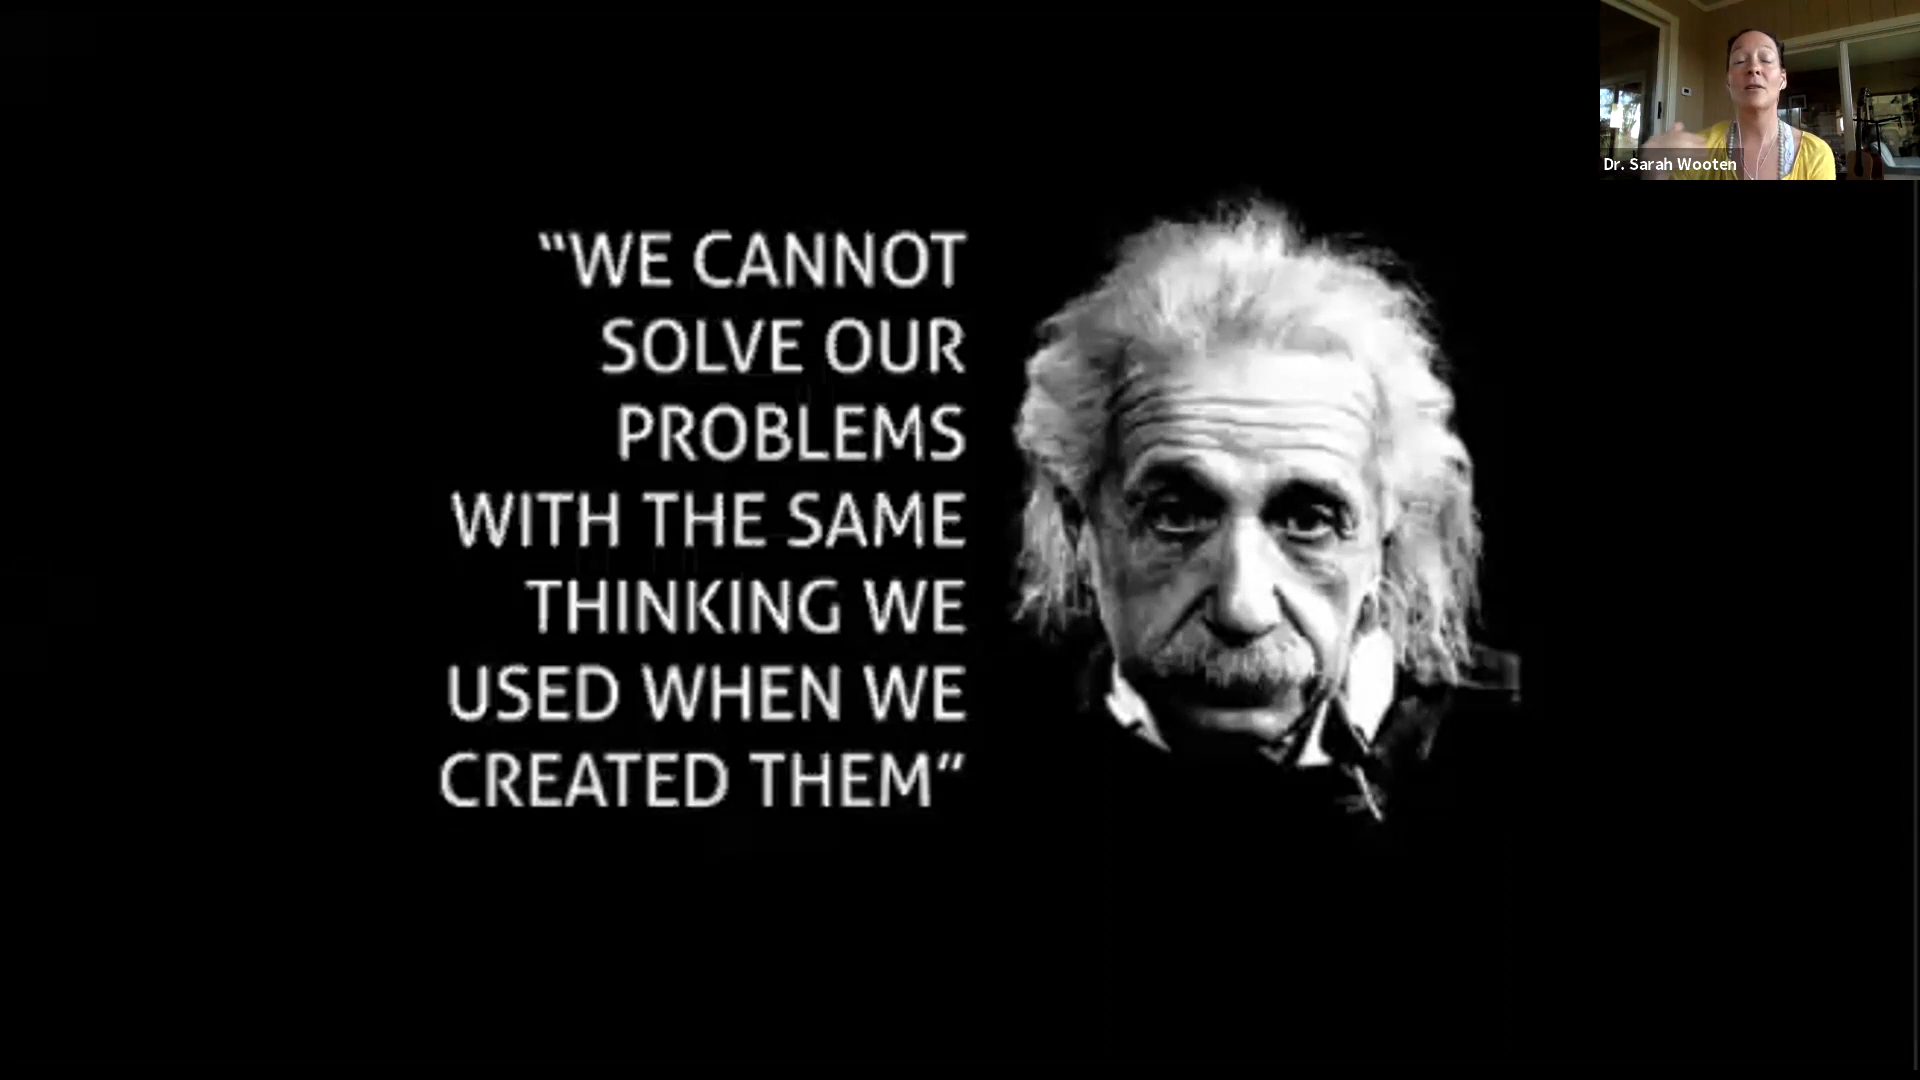 “WE CANNOT
SOLVE OUR
PROBLEMS
WITH THE SAME
THINKING WE
USED WHEN WE
CREATED THEM”
Dr. Sarah Wooten